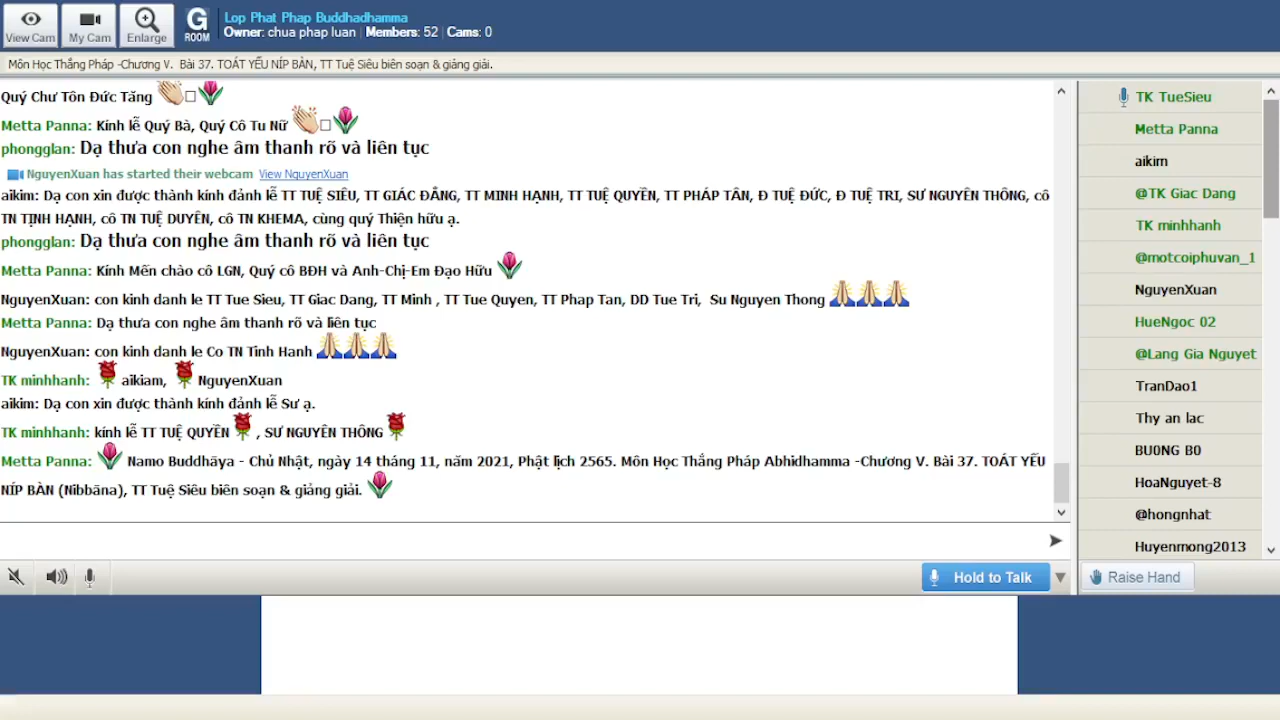 View Cam
My Cam
Enlarge
G
ROOM
Lop Phat Phap Buddhadhamma
Owner: chua phap luan | Members: 52 | Cams: 0
Môn Học Thắng Pháp -Chương V.  Bài 37. TOÁT YẾU NÍP BÀN, TT Tuệ Siêu biên soạn & giảng giải.
Quý Chư Tôn Đức Tăng 👏□🌷
Metta Panna: Kính lễ Quý Bà, Quý Cô Tu Nữ 👏□🌷
phongglan: Dạ thưa con nghe âm thanh rõ và liên tục
NguyenXuan has started their webcam  View NguyenXuan
aikim: Dạ con xin được thành kính đảnh lễ TT TUỆ SIÊU, TT GIÁC ĐẲNG, TT MINH HẠNH, TT TUỆ QUYỀN, TT PHÁP TÂN, Đ TUỆ ĐỨC, Đ TUỆ TRI, SƯ NGUYÊN THÔNG, cô
TN TỊNH HẠNH, cô TN TUỆ DUYÊN, cô TN KHEMA, cùng quý Thiện hữu ạ.
phongglan: Dạ thưa con nghe âm thanh rõ và liên tục
Metta Panna: Kính Mến chào cô LGN, Quý cô BĐH và Anh-Chị-Em Đạo Hữu 🌷
NguyenXuan: con kinh danh le TT Tue Sieu, TT Giac Dang, TT Minh , TT Tue Quyen, TT Phap Tan, DD Tue Tri,  Su Nguyen Thong 🙏🙏🙏
Metta Panna: Dạ thưa con nghe âm thanh rõ và liên tục
NguyenXuan: con kinh danh le Co TN Tinh Hanh 🙏🙏🙏
TK minhhanh: 🌹 aikiam, 🌹 NguyenXuan
aikim: Dạ con xin được thành kính đảnh lễ Sư ạ.
TK minhhanh: kính lễ TT TUỆ QUYỀN 🌹 , SƯ NGUYÊN THÔNG 🌹
Metta Panna: 🌷 Namo Buddhāya - Chủ Nhật, ngày 14 tháng 11, năm 2021, Phật lịch 2565. Môn Học Thắng Pháp Abhidhamma -Chương V. Bài 37. TOÁT YẾU
NÍP BÀN (Nibbāna), TT Tuệ Siêu biên soạn & giảng giải. 🌷
Hold to Talk
TK TueSieu
Metta Panna
aikim
@TK Giac Dang
TK minhhanh
@motcoiphuvan_1
NguyenXuan
HueNgoc 02
@Lang Gia Nguyet
TranDao1
Thy an lac
BU0NG B0
HoaNguyet-8
@hongnhat
Huyenmong2013
Raise Hand